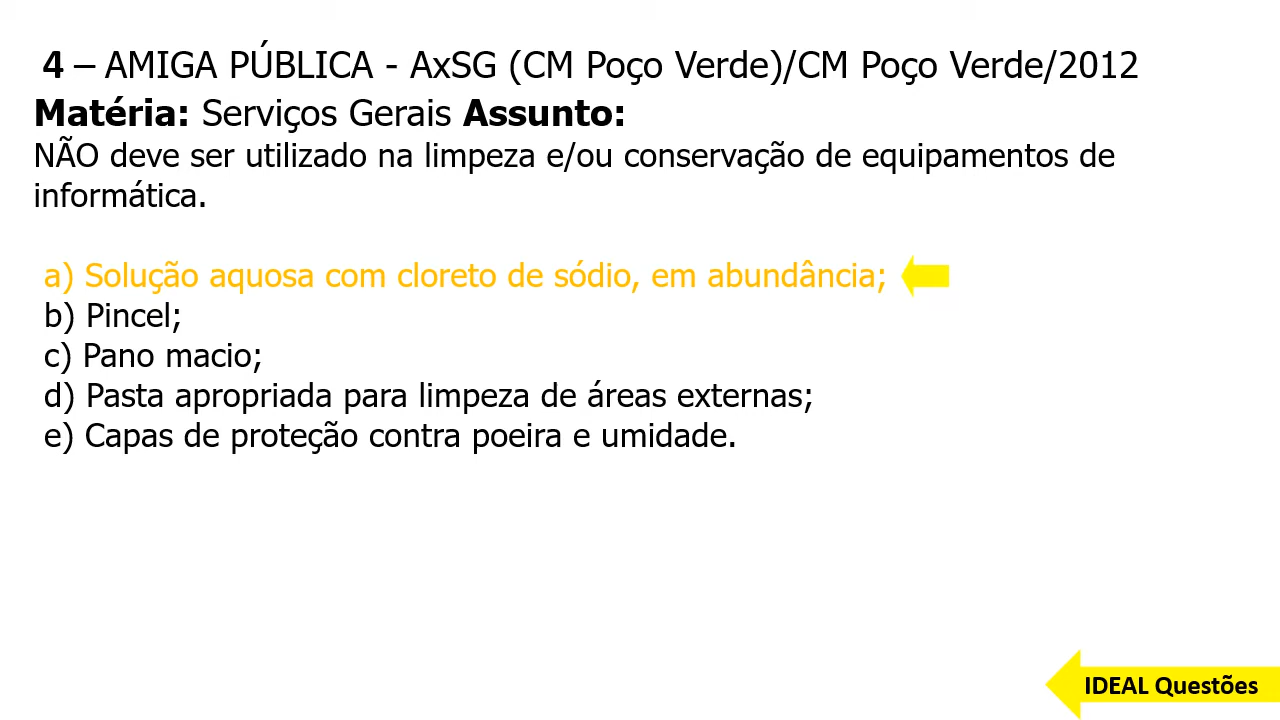 4 – AMIGA PÚBLICA - AxSG (CM Poço Verde)/CM Poço Verde/2012
Matéria: Serviços Gerais Assunto:
NÃO deve ser utilizado na limpeza e/ou conservação de equipamentos de
informática.
a) Solução aquosa com cloreto de sódio, em abundância;
b) Pincel;
c) Pano macio;
d) Pasta apropriada para limpeza de áreas externas;
e) Capas de proteção contra poeira e umidade.
IDEAL Questões